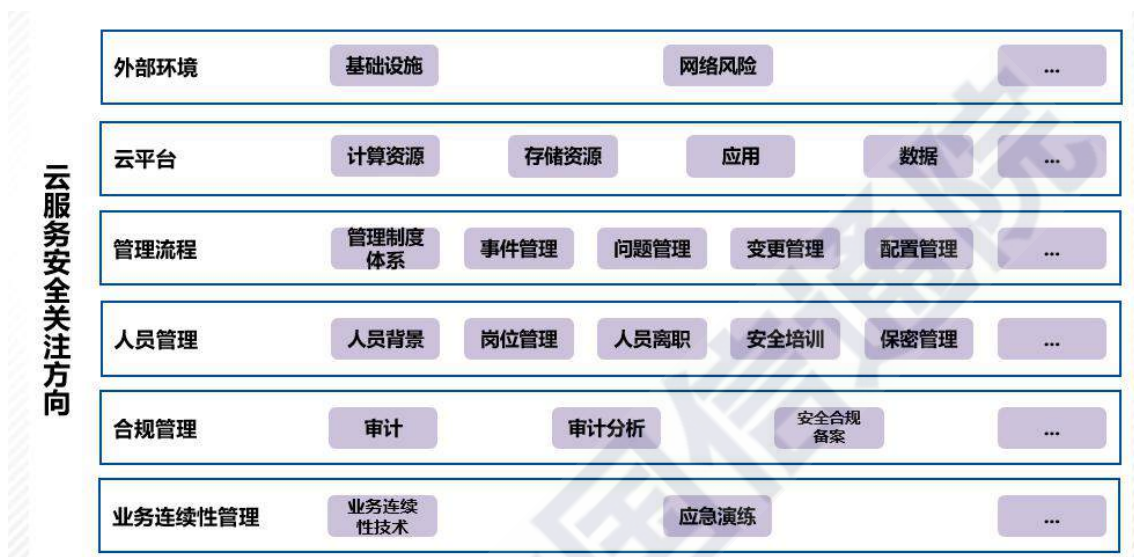 云服务安全关注方向
外部环境
基础设施
网络风险
...
云平台
计算资源
存储资源
应用
数据
...
管理流程
管理制度
体系
事件管理
问题管理
变更管理
配置管理
...
人员管理
人员背景
岗位管理
人员离职
安全培训
保密管理
...
合规管理
审计
审计分析
安全合规
备案
...
业务连续性管理
业务连续
性技术
应急演练
...
国信通院